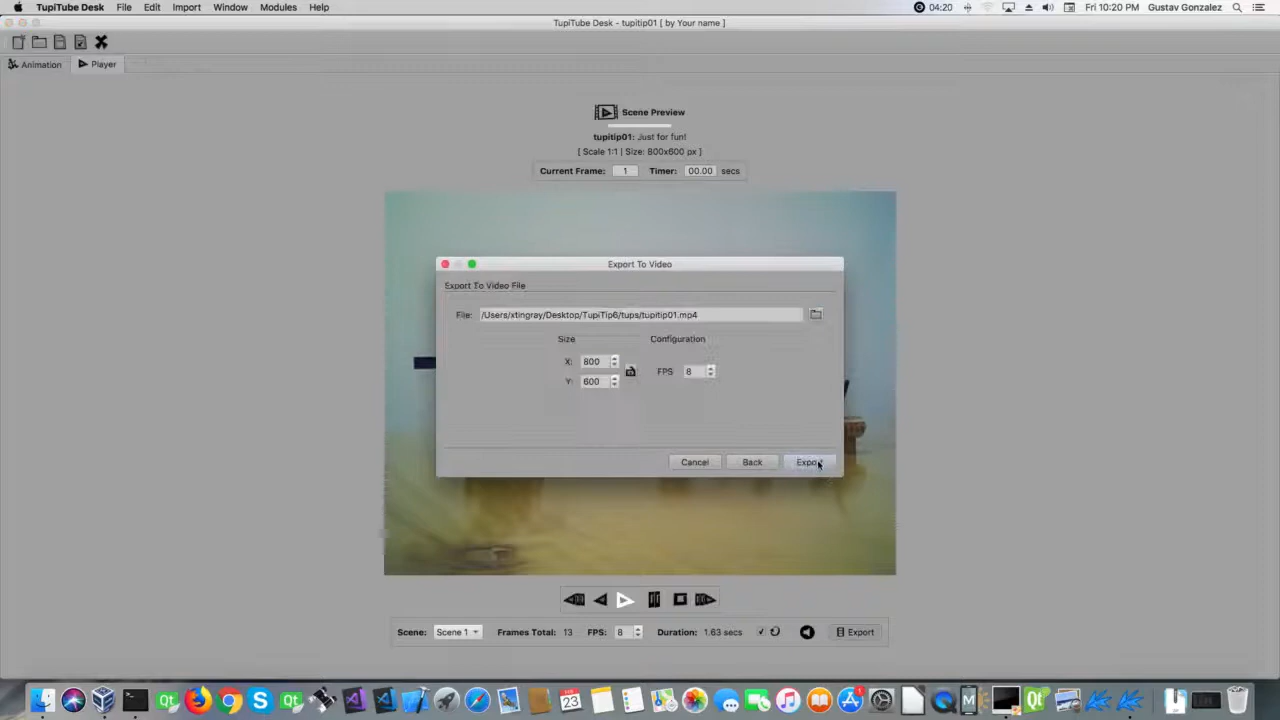 TupiTube Desk File Edit Import Window Modules Help 04:20 Fri 10:20 PM Gustav Gonzalez
TupiTube Desk - tupitip01 [ by Your name ]
Animation Player
Scene Preview
tupitip01: Just for fun!
[ Scale 1:1 | Size: 800x600 px ]
Current Frame: 1 Timer: 00.00 secs
Export To Video
Export To Video File
File: /Users/xtingray/Desktop/TupiTip6/tups/tupitip01.mp4
Size Configuration
X: 800
FPS 8
Y: 600
Cancel Back Export
Scene: Scene 1 Frames Total: 13 FPS: 8 Duration: 1.63 secs Export
23